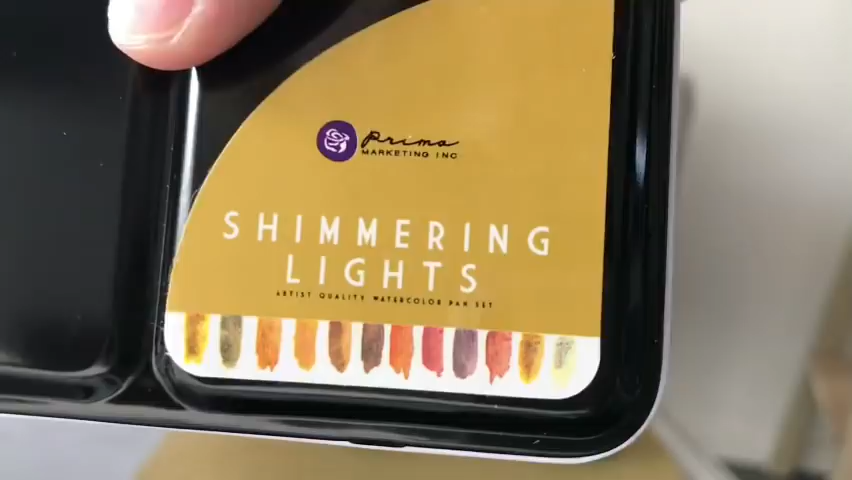 Prima
MARKETING INC
SHIMMERING
LIGHTS
ARTIST QUALITY WATERCOLOR PAN SET